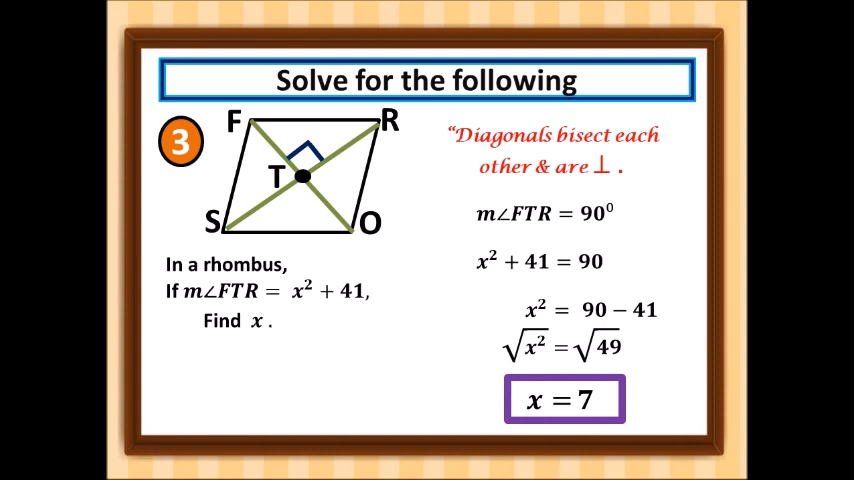 Solve for the following
3
F
R
T
S
O
In a rhombus,
If m∠FTR = x² + 41,
Find x .
“Diagonals bisect each
other & are ⊥ .
m∠FTR = 90⁰
x² + 41 = 90
x² = 90 − 41
√x² = √49
x = 7